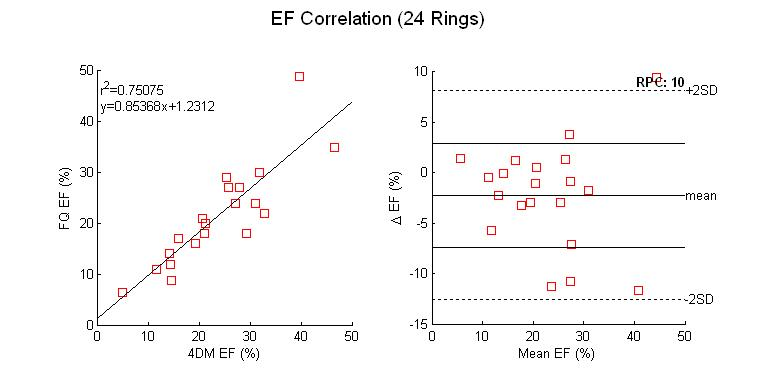 EF Correlation (24 Rings)
r²=0.75075
y=0.85368x+1.2312
50
40
30
20
10
0
FQ EF (%)
0 10 20 30 40 50
4DM EF (%)
RPC: 10
+2SD
mean
-2SD
10
5
0
-5
-10
-15
Δ EF (%)
0 10 20 30 40 50
Mean EF (%)